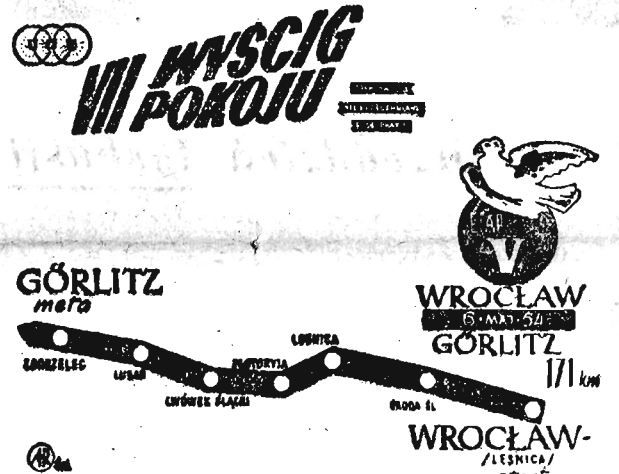 VII WYŚCIG
POKOJU
V
WROCŁAW
6·MAJ·54
GÖRLITZ
171 km
GÖRLITZ
meta
ZGORZELEC
LUBAŃ
LWÓWEK ŚLĄSKI
ZŁOTORYJA
LEGNICA
ŚRODA ŚL
WROCŁAW-
/LEŚNICA/